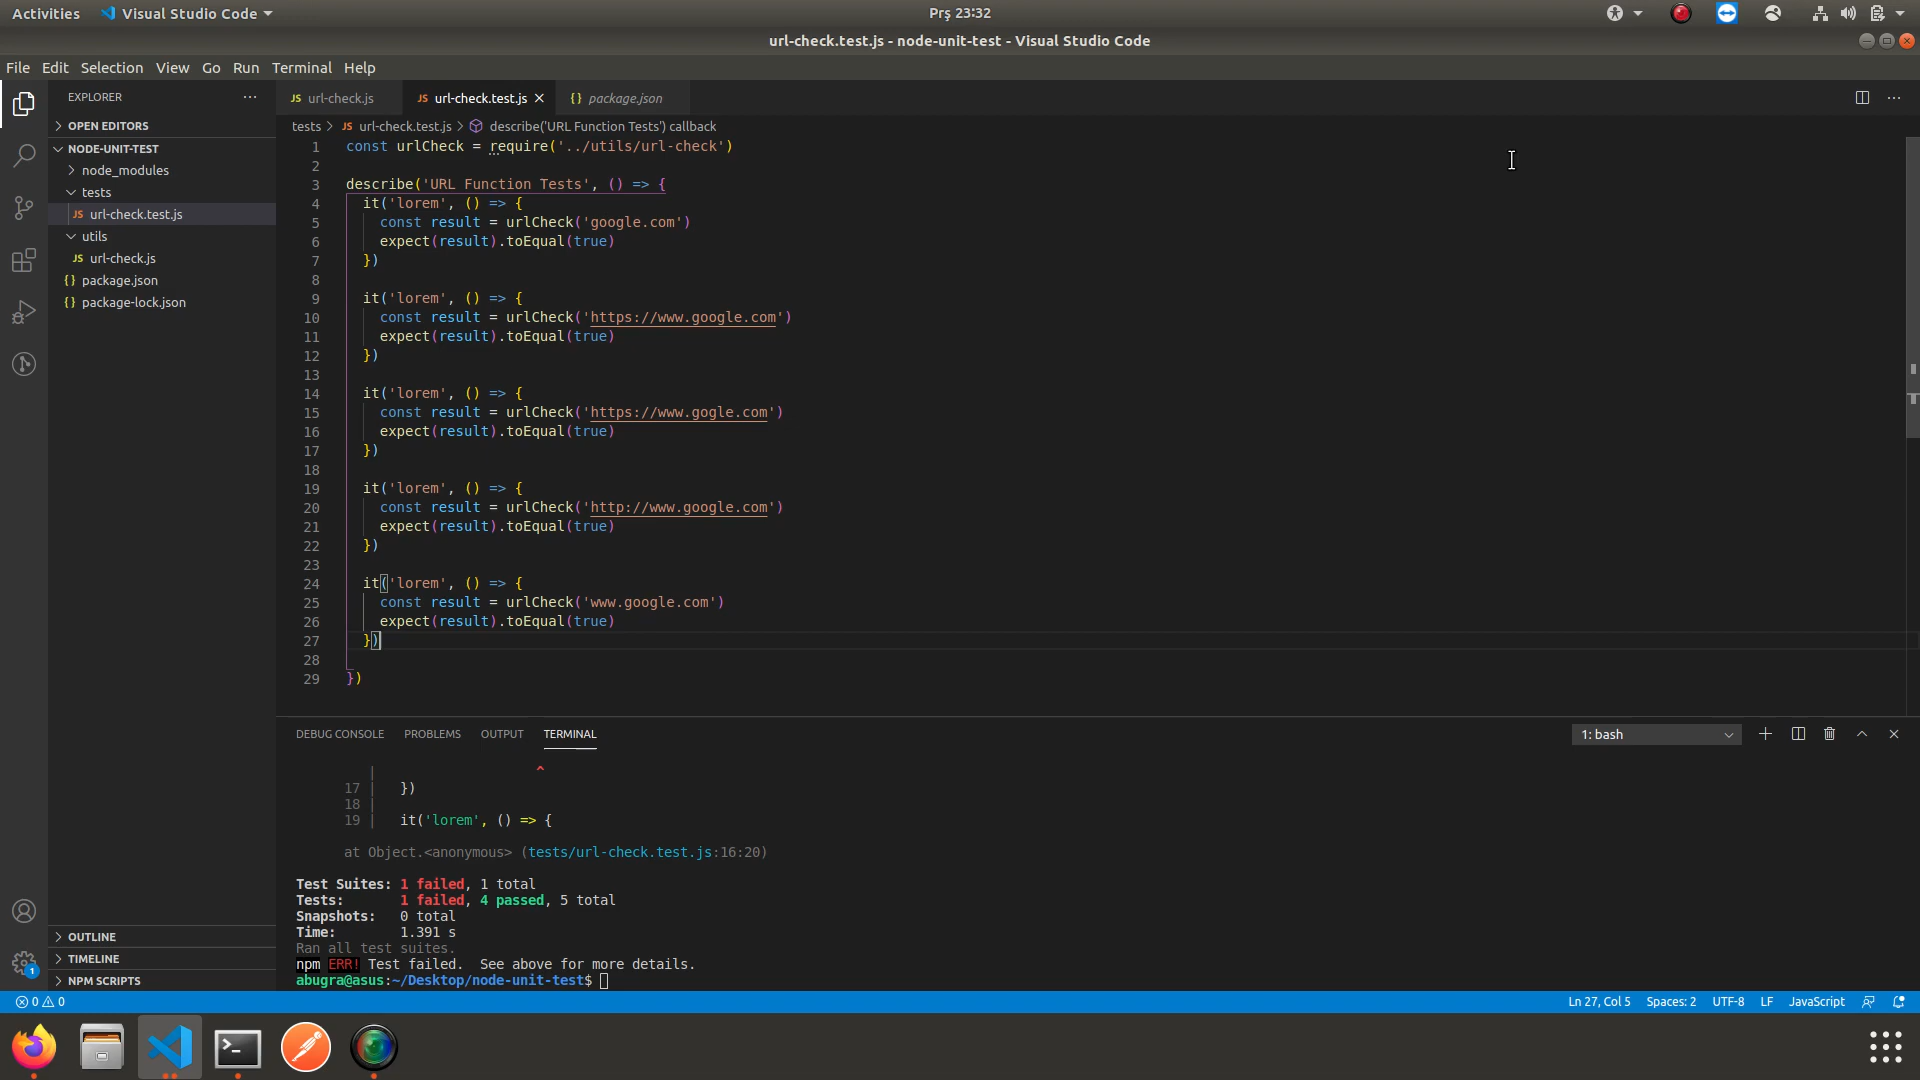 Activities Visual Studio Code Prş 23:32
url-check.test.js - node-unit-test - Visual Studio Code
File Edit Selection View Go Run Terminal Help
EXPLORER
OPEN EDITORS
NODE-UNIT-TEST
node_modules
tests
JS url-check.test.js
utils
JS url-check.js
{} package.json
{} package-lock.json
OUTLINE
TIMELINE
NPM SCRIPTS
JS url-check.js JS url-check.test.js {} package.json
tests > JS url-check.test.js > describe('URL Function Tests') callback
1 const urlCheck = require('../utils/url-check')
2
3 describe('URL Function Tests', () => {
4 it('lorem', () => {
5 const result = urlCheck('google.com')
6 expect(result).toEqual(true)
7 })
8
9 it('lorem', () => {
10 const result = urlCheck('https://www.google.com')
11 expect(result).toEqual(true)
12 })
13
14 it('lorem', () => {
15 const result = urlCheck('https://www.gogle.com')
16 expect(result).toEqual(true)
17 })
18
19 it('lorem', () => {
20 const result = urlCheck('http://www.google.com')
21 expect(result).toEqual(true)
22 })
23
24 it('lorem', () => {
25 const result = urlCheck('www.google.com')
26 expect(result).toEqual(true)
27 })
28
29 })
DEBUG CONSOLE PROBLEMS OUTPUT TERMINAL 1: bash
| ^
17 | })
18 |
19 | it('lorem', () => {
at Object.<anonymous> (tests/url-check.test.js:16:20)
Test Suites: 1 failed, 1 total
Tests: 1 failed, 4 passed, 5 total
Snapshots: 0 total
Time: 1.391 s
Ran all test suites.
npm ERR! Test failed. See above for more details.
abugra@asus:~/Desktop/node-unit-test$
0 0 Ln 27, Col 5 Spaces: 2 UTF-8 LF JavaScript
1